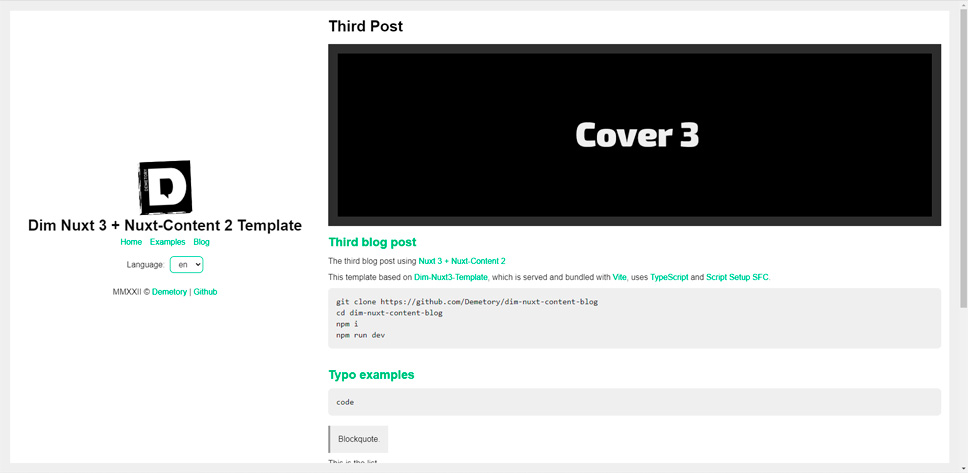 DEMETORY
Dim Nuxt 3 + Nuxt-Content 2 Template
Home Examples Blog
Language: en
MMXXII © Demetory | Github
Third Post
Cover 3
Third blog post
The third blog post using Nuxt 3 + Nuxt-Content 2
This template based on Dim-Nuxt3-Template, which is served and bundled with Vite, uses TypeScript and Script Setup SFC.
git clone https://github.com/Demetory/dim-nuxt-content-blog
cd dim-nuxt-content-blog
npm i
npm run dev
Typo examples
code
Blockquote.
This is the list